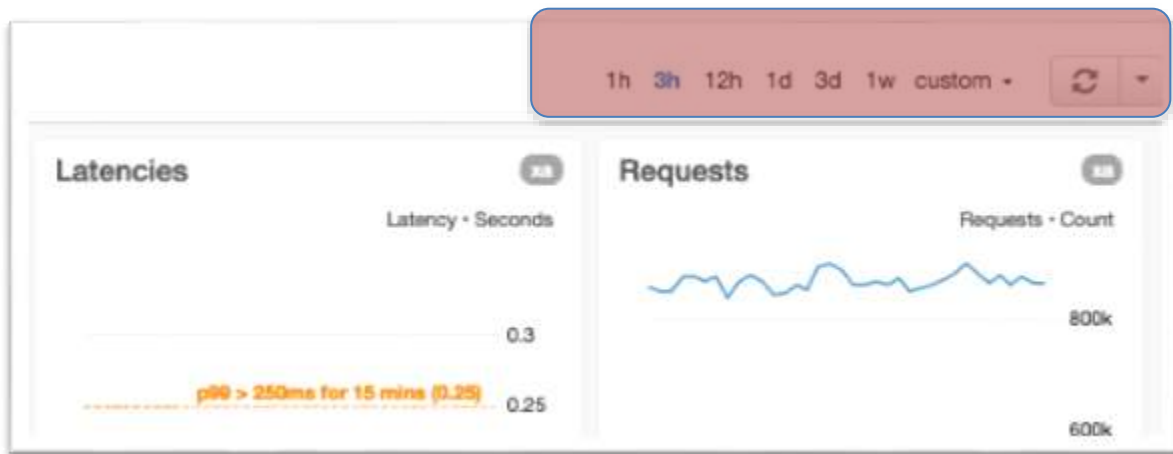 1h 3h 12h 1d 3d 1w custom
Latencies
Latency • Seconds
0.3
p99 > 250ms for 15 mins (0.25)
0.25
Requests
Requests • Count
800k
600k